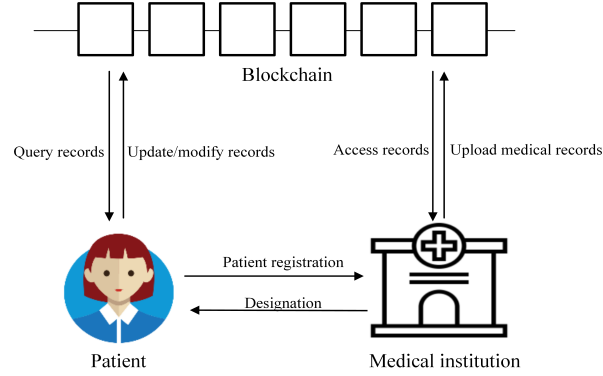 Blockchain
Query records
Update/modify records
Access records
Upload medical records
Patient registration
Designation
Patient
Medical institution